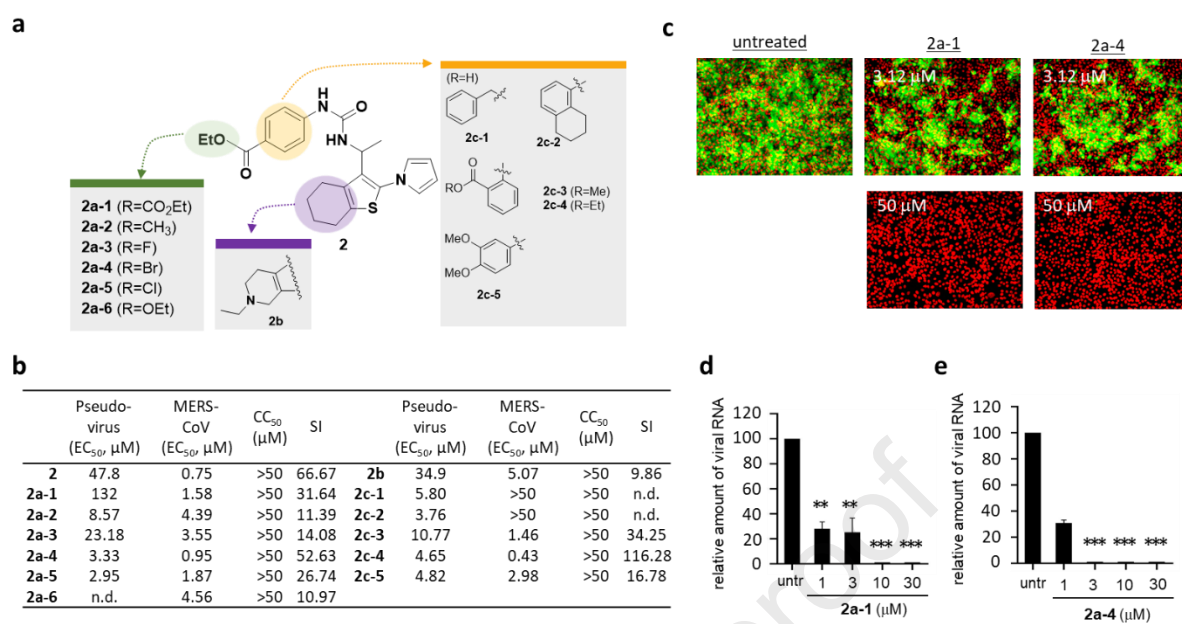 a
EtO
O
N
H
O
HN
N
S
2
2a-1 (R=CO₂Et)
2a-2 (R=CH₃)
2a-3 (R=F)
2a-4 (R=Br)
2a-5 (R=Cl)
2a-6 (R=OEt)
N
2b
(R=H)
2c-1
2c-2
O
RO
2c-3 (R=Me)
2c-4 (R=Et)
MeO
MeO
2c-5
b
Pseudo-virus (EC₅₀, μM) MERS-CoV (EC₅₀, μM) CC₅₀ (μM) SI Pseudo-virus (EC₅₀, μM) MERS-CoV (EC₅₀, μM) CC₅₀ (μM) SI
2 47.8 0.75 >50 66.67 2b 34.9 5.07 >50 9.86
2a-1 132 1.58 >50 31.64 2c-1 5.80 >50 >50 n.d.
2a-2 8.57 4.39 >50 11.39 2c-2 3.76 >50 >50 n.d.
2a-3 23.18 3.55 >50 14.08 2c-3 10.77 1.46 >50 34.25
2a-4 3.33 0.95 >50 52.63 2c-4 4.65 0.43 >50 116.28
2a-5 2.95 1.87 >50 26.74 2c-5 4.82 2.98 >50 16.78
2a-6 n.d. 4.56 >50 10.97
c
untreated 2a-1 2a-4
3.12 μM 3.12 μM
50 μM 50 μM
d
relative amount of viral RNA
120
100
80
60
40
20
0
** ** *** ***
untr 1 3 10 30
2a-1 (μM)
e
relative amount of viral RNA
120
100
80
60
40
20
0
*** *** ***
untr 1 3 10 30
2a-4 (μM)